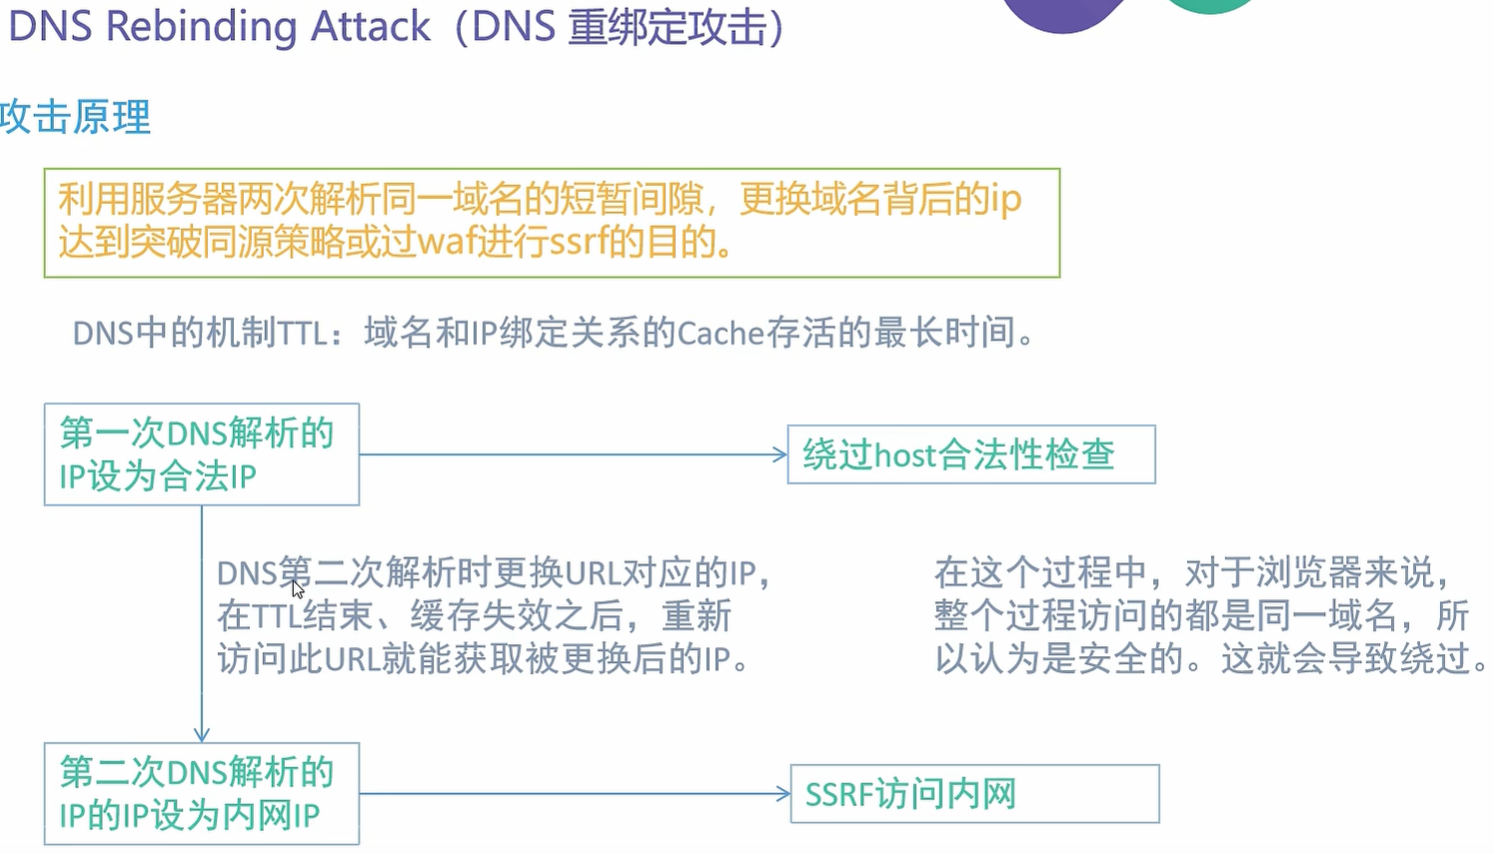 DNS Rebinding Attack（DNS 重绑定攻击）
攻击原理
利用服务器两次解析同一域名的短暂间隙，更换域名背后的ip
达到突破同源策略或过waf进行ssrf的目的。
DNS中的机制TTL：域名和IP绑定关系的Cache存活的最长时间。
第一次DNS解析的
IP设为合法IP
绕过host合法性检查
DNS第二次解析时更换URL对应的IP，
在TTL结束、缓存失效之后，重新
访问此URL就能获取被更换后的IP。
在这个过程中，对于浏览器来说，
整个过程访问的都是同一域名，所
以认为是安全的。这就会导致绕过。
第二次DNS解析的
IP的IP设为内网IP
SSRF访问内网